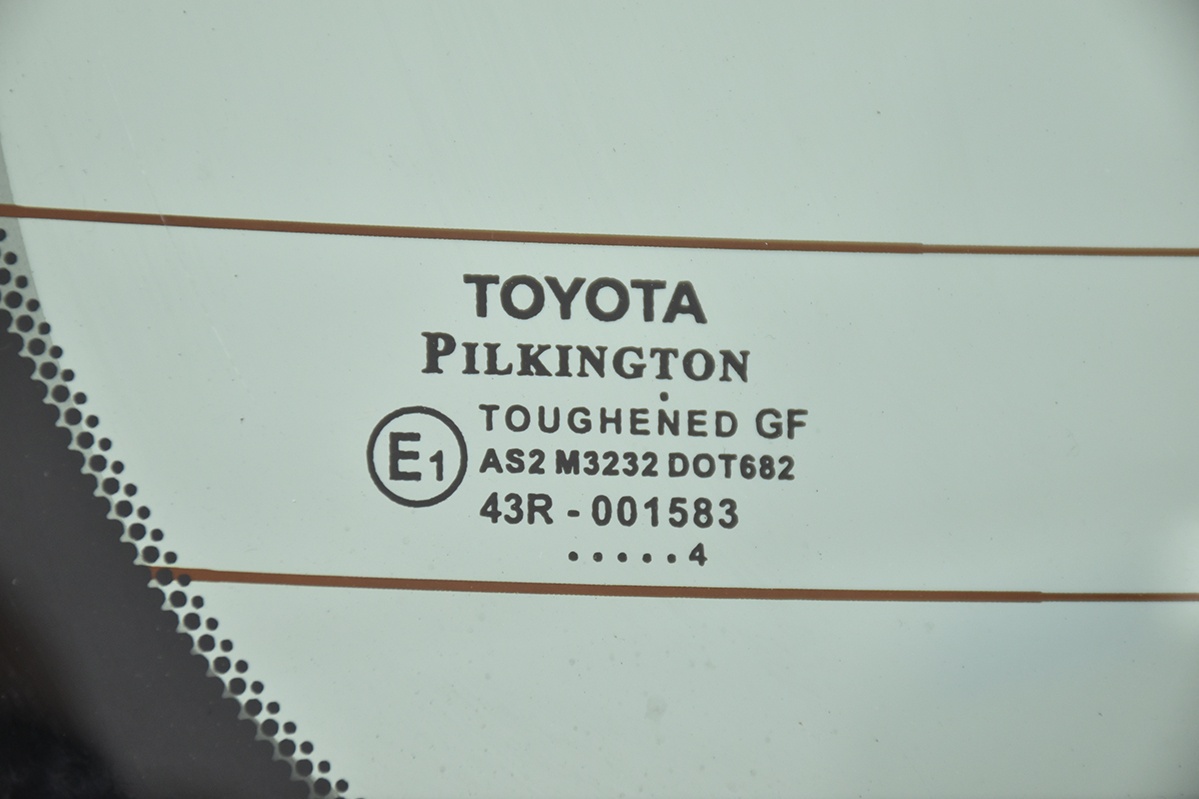 TOYOTA
PILKINGTON
TOUGHENED GF
E1
AS2 M3232 DOT682
43R - 001583
.....4